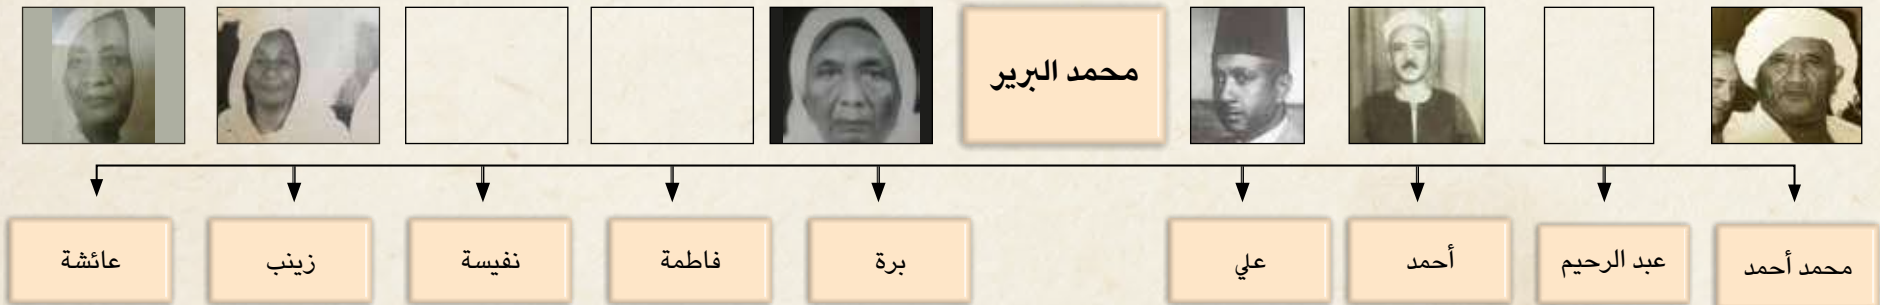 محمد البرير
محمد أحمد
عبد الرحيم
أحمد
علي
برة
فاطمة
نفيسة
زينب
عائشة